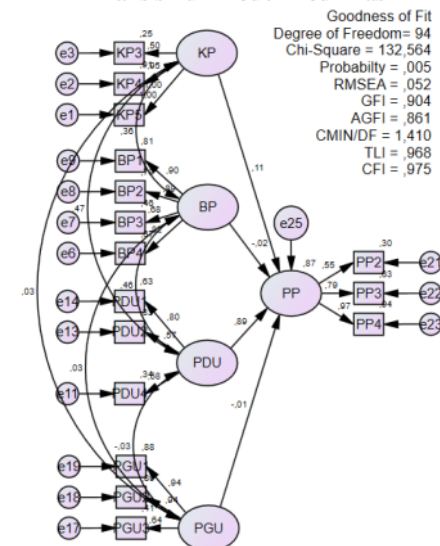 Goodness of Fit
Degree of Freedom= 94
Chi-Square = 132,564
Probabilty = ,005
RMSEA = ,052
GFI = ,904
AGFI = ,861
CMIN/DF = 1,410
TLI = ,968
CFI = ,975
,25
e3 KP3 ,50 KP
e2 KP4
e1 KP5
,36
,11
,81
e9 BP1 ,90
e8 BP2 BP
,47 e7 BP3 ,68
e6 BP4
-,02
e25
,87 ,55 PP2 ,30 e21
PP ,79 PP3 e22
,97 PP4 e23
,03
,46 ,63
e14 PDU1 ,80
e13 ,57 PDU ,89
,03 ,34
e11 PDU4
-,01
-,03 ,88
e19 PGU1 ,94
e18
e17 PGU3 ,64 PGU